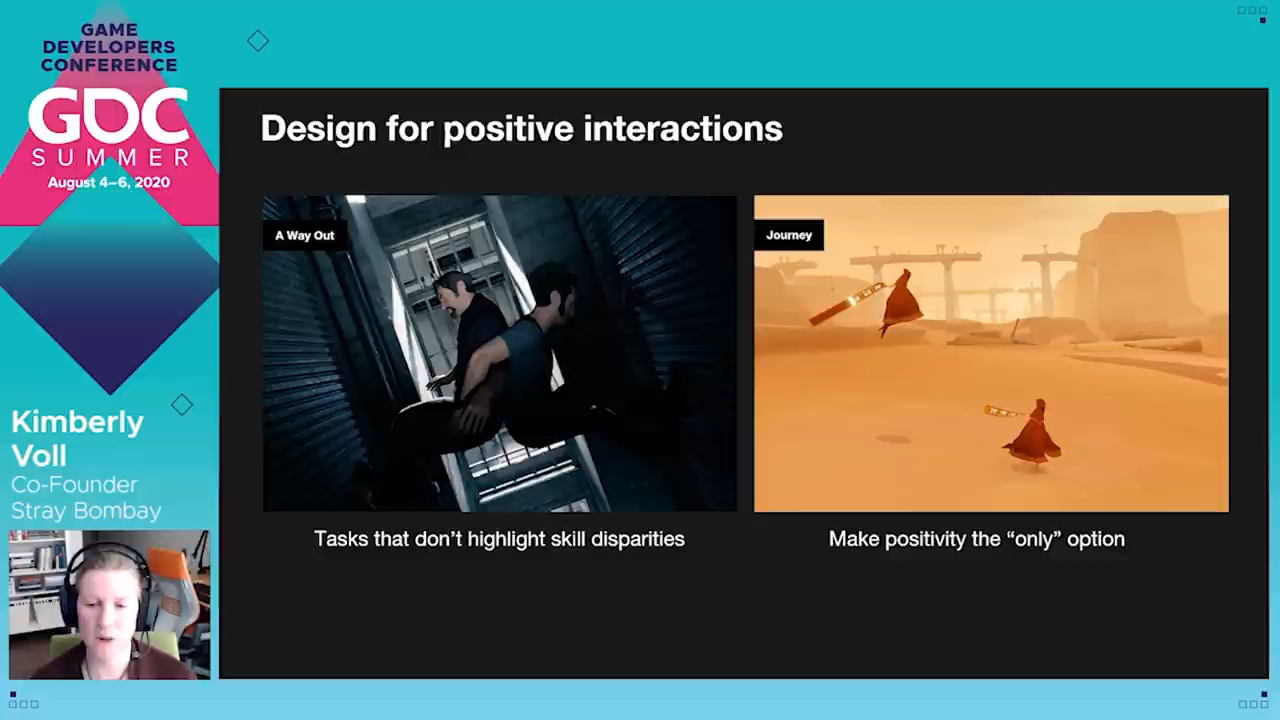 GAME
DEVELOPERS
CONFERENCE
GDC
SUMMER
August 4–6, 2020
Kimberly
Voll
Co-Founder
Stray Bombay
Design for positive interactions
A Way Out
Journey
Tasks that don’t highlight skill disparities
Make positivity the “only” option